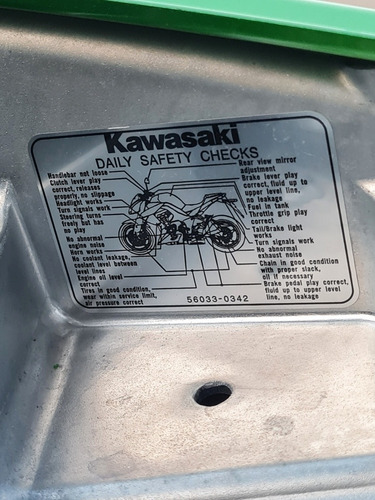 Kawasaki
DAILY SAFETY CHECKS
Handlebar not loose
Clutch lever play
correct, releases
properly, no slippage
Headlight works
Turn signals work
Steering turns
freely but has
no play
No abnormal
engine noise
Horn works
No coolant leakage,
coolant level between
level lines
Engine oil level
correct
Tires in good condition,
wear within service limit,
air pressure correct
Rear view mirror
adjustment
Brake lever play
correct, fluid up to
upper level line,
no leakage
Fuel in tank
Throttle grip play
correct
Tail/Brake light
works
Turn signals work
No abnormal
exhaust noise
Chain in good condition
with proper slack,
oil if necessary
Brake pedal play correct,
fluid up to upper level
line, no leakage
56033-0342